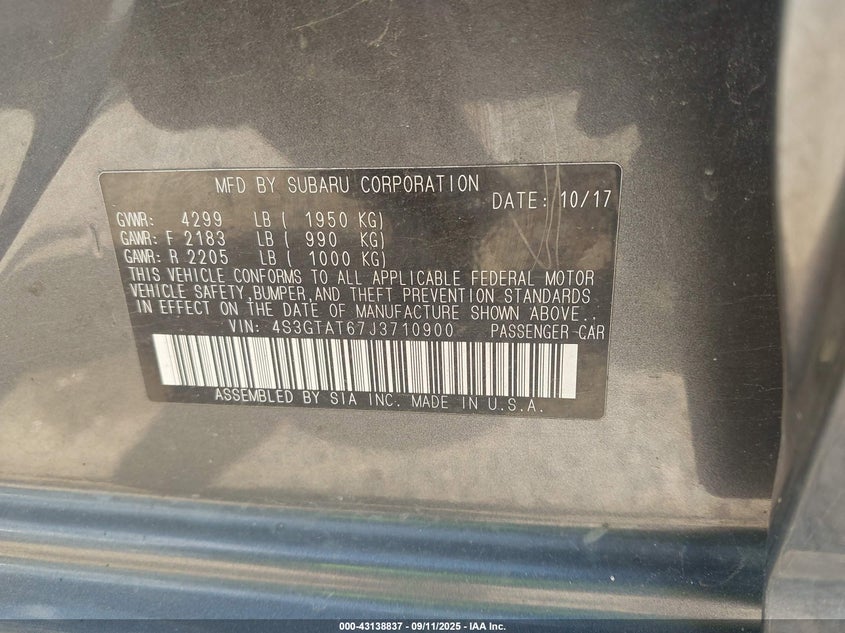 MFD BY SUBARU CORPORATION
DATE: 10/17
GVWR: 4299 LB ( 1950 KG)
GAWR: F 2183 LB ( 990 KG)
GAWR: R 2205 LB ( 1000 KG)
THIS VEHICLE CONFORMS TO ALL APPLICABLE FEDERAL MOTOR
VEHICLE SAFETY,BUMPER,AND THEFT PREVENTION STANDARDS
IN EFFECT ON THE DATE OF MANUFACTURE SHOWN ABOVE.:
VIN: 4S3GTAT67J3710900 PASSENGER CAR
ASSEMBLED BY SIA INC. MADE IN U.S.A.
000-43138837 - 09/11/2025 - IAA Inc.